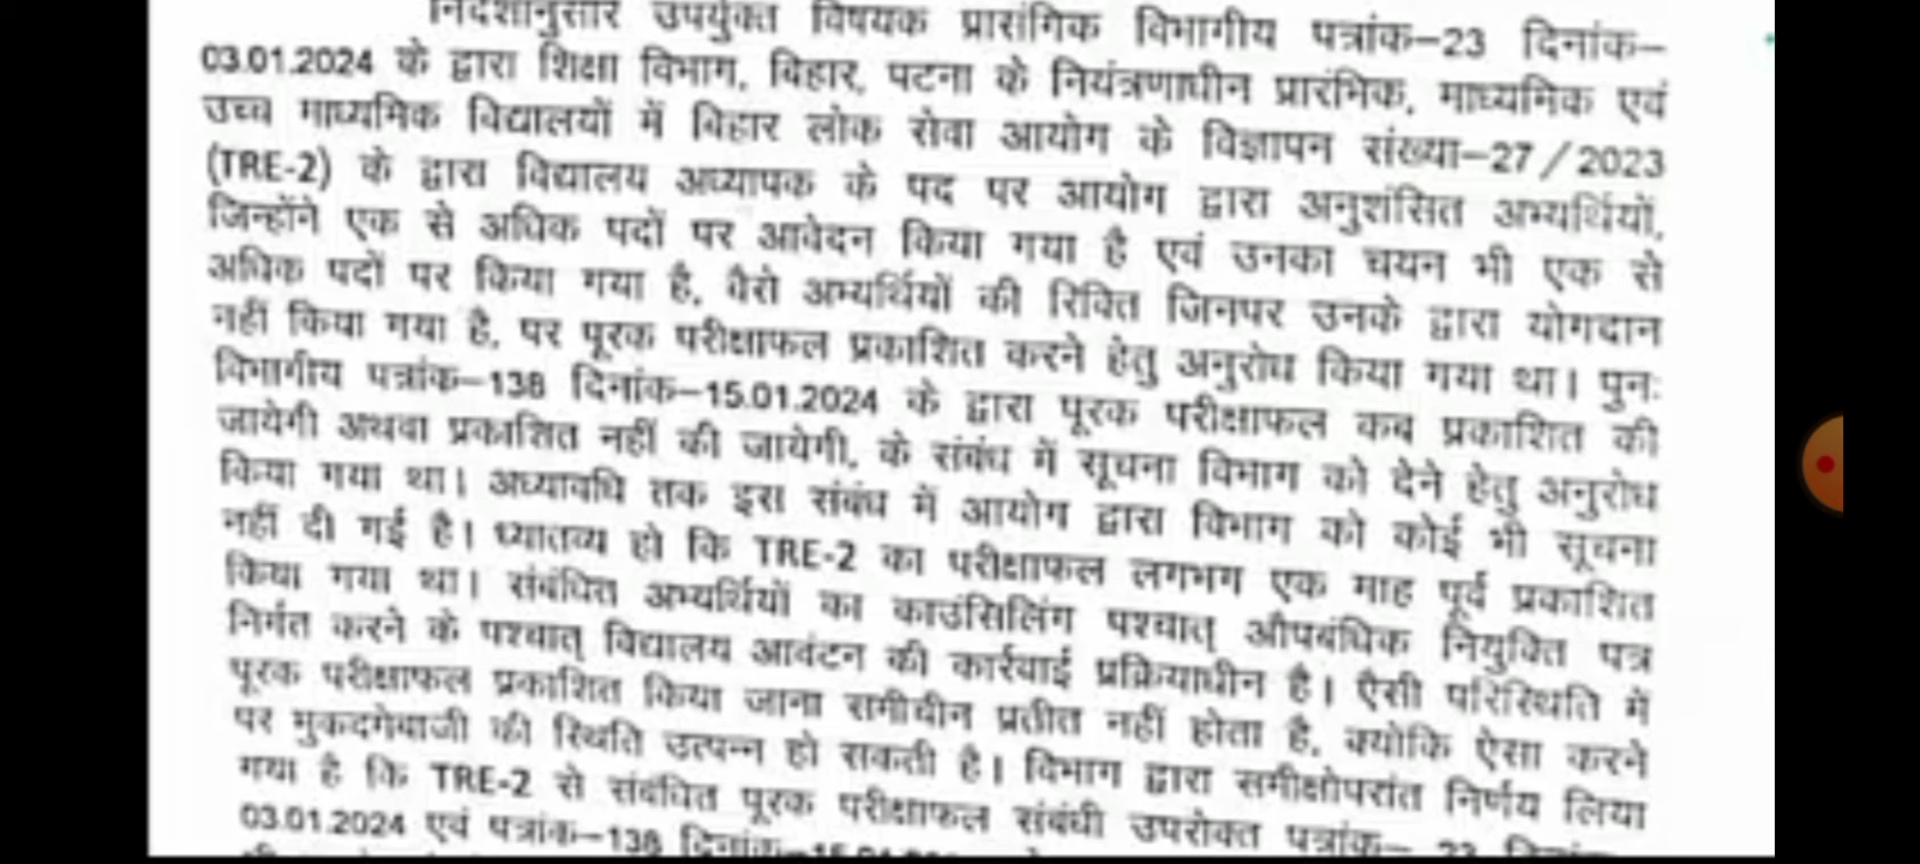 निदेशानुसार उपर्युक्त विषयक प्रासंगिक विभागीय पत्रांक–23 दिनांक–
03.01.2024 के द्वारा शिक्षा विभाग, बिहार, पटना के नियंत्रणाधीन प्रारंभिक, माध्यमिक एवं
उच्च माध्यमिक विद्यालयों में बिहार लोक सेवा आयोग के विज्ञापन संख्या–27/2023
(TRE-2) के द्वारा विद्यालय अध्यापक के पद पर आयोग द्वारा अनुशंसित अभ्यर्थियों,
जिन्होंने एक से अधिक पदों पर आवेदन किया गया है एवं उनका चयन भी एक से
अधिक पदों पर किया गया है, वैसे अभ्यर्थियों की रिक्ति जिनपर उनके द्वारा योगदान
नहीं किया गया है, पर पूरक परीक्षाफल प्रकाशित करने हेतु अनुरोध किया गया था। पुनः
विभागीय पत्रांक–138 दिनांक–15.01.2024 के द्वारा पूरक परीक्षाफल कब प्रकाशित की
जायेगी अथवा प्रकाशित नहीं की जायेगी, के संबंध में सूचना विभाग को देने हेतु अनुरोध
किया गया था। अध्यावधि तक इस संबंध में आयोग द्वारा विभाग को कोई भी सूचना
नहीं दी गई है। ध्यातव्य हो कि TRE-2 का परीक्षाफल लगभग एक माह पूर्व प्रकाशित
किया गया था। संबंधित अभ्यर्थियों का काउंसिलिंग पश्चात् औपबंधिक नियुक्ति पत्र
निर्गत करने के पश्चात् विद्यालय आवंटन की कार्रवाई प्रक्रियाधीन है। ऐसी परिस्थिति में
पूरक परीक्षाफल प्रकाशित किया जाना समीचीन प्रतीत नहीं होता है, क्योंकि ऐसा करने
पर मुकदमेबाजी की स्थिति उत्पन्न हो सकती है। विभाग द्वारा समीक्षोपरांत निर्णय लिया
गया है कि TRE-2 से संबंधित पूरक परीक्षाफल संबंधी उपरोक्त पत्रांक– 23 दिनांक–
03.01.2024 एवं पत्रांक–138 दिनांक–15.01.2024